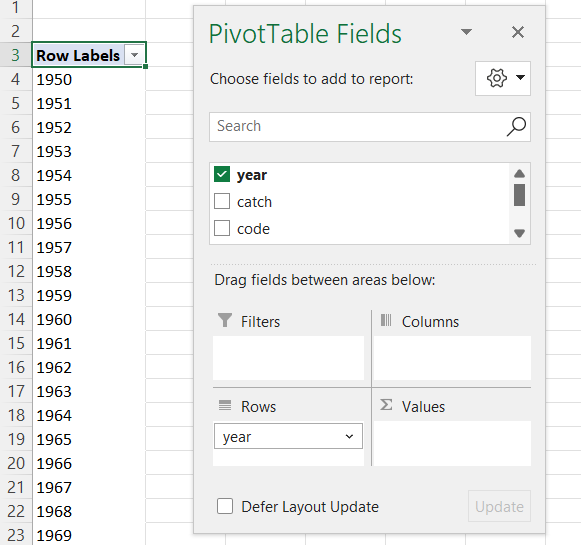 1
2
3 Row Labels
4 1950
5 1951
6 1952
7 1953
8 1954
9 1955
10 1956
11 1957
12 1958
13 1959
14 1960
15 1961
16 1962
17 1963
18 1964
19 1965
20 1966
21 1967
22 1968
23 1969
PivotTable Fields
Choose fields to add to report:
Search
year
catch
code
Drag fields between areas below:
Filters
Columns
Rows
Σ Values
year
Defer Layout Update
Update